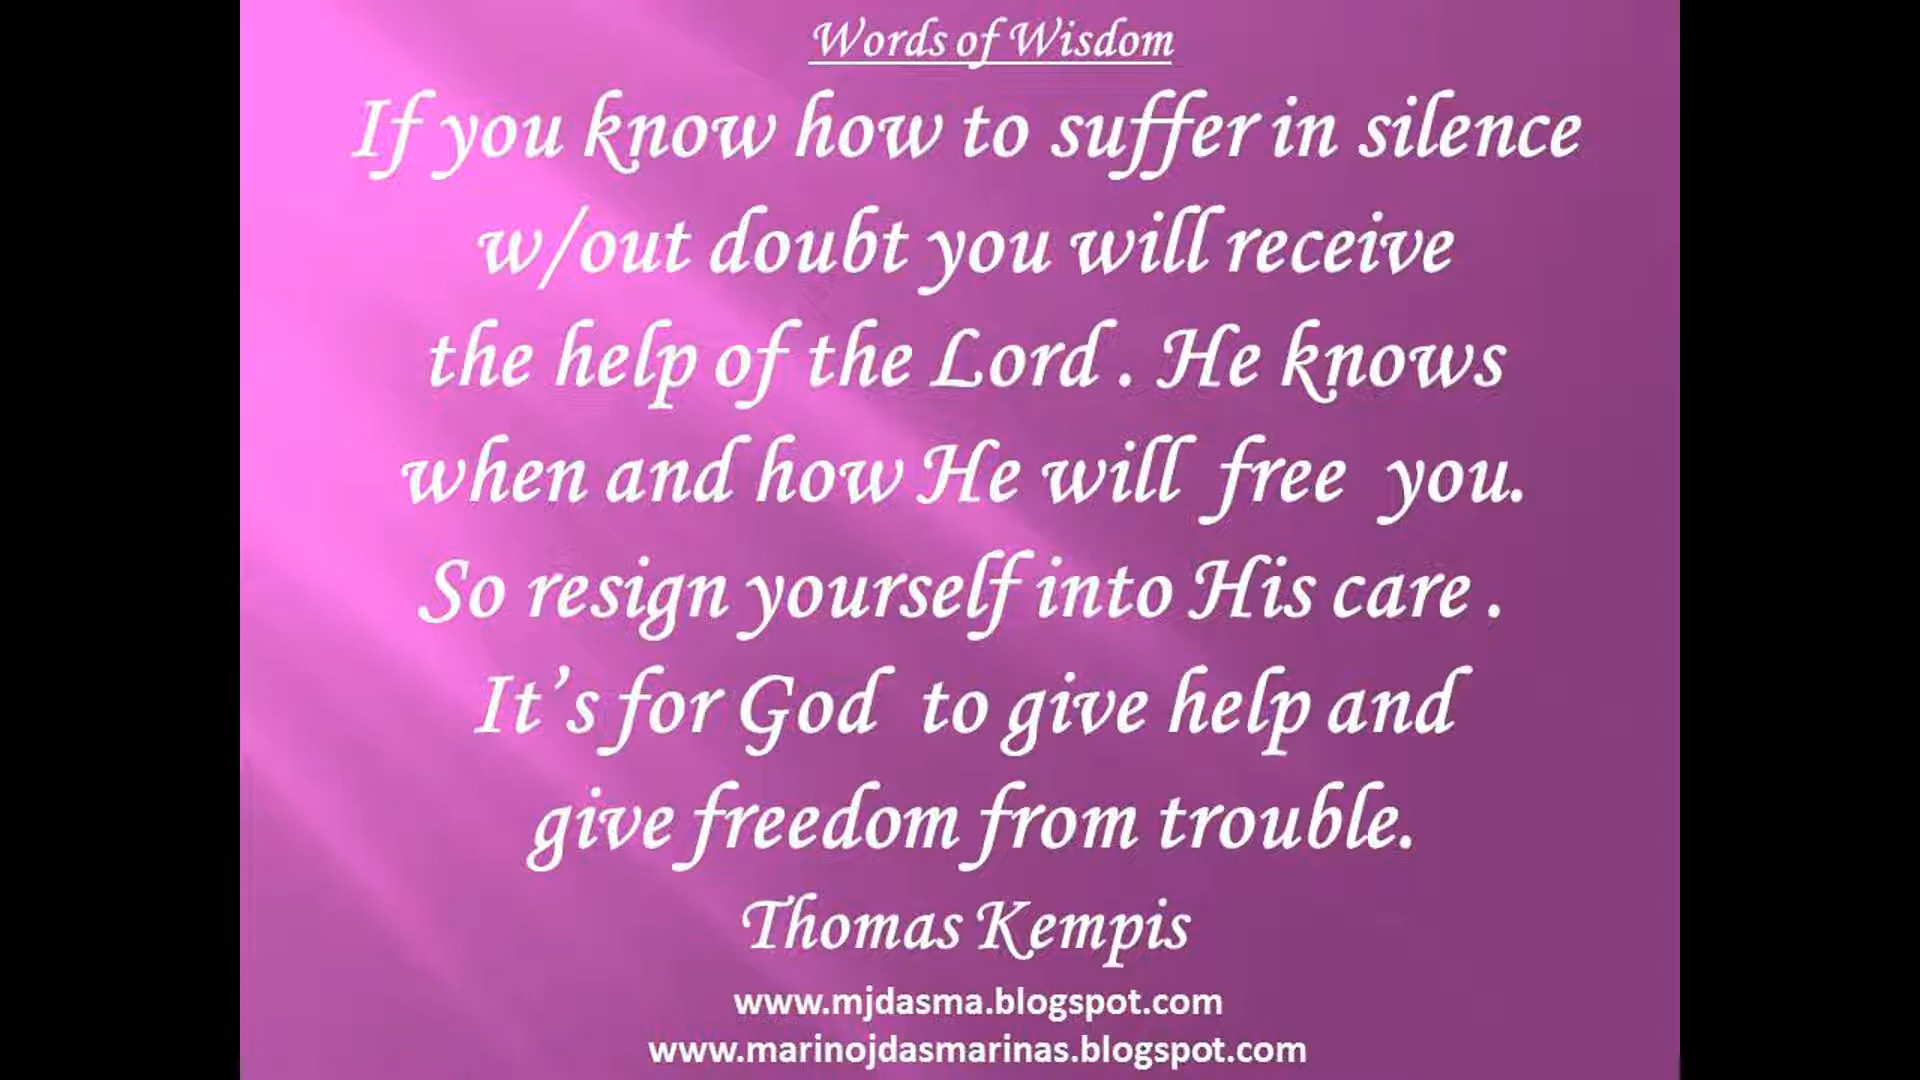 Words of Wisdom
If you know how to suffer in silence
w/out doubt you will receive
the help of the Lord . He knows
when and how He will free you.
So resign yourself into His care .
It’s for God to give help and
give freedom from trouble.
Thomas Kempis
www.mjdasma.blogspot.com
www.marinojdasmarinas.blogspot.com